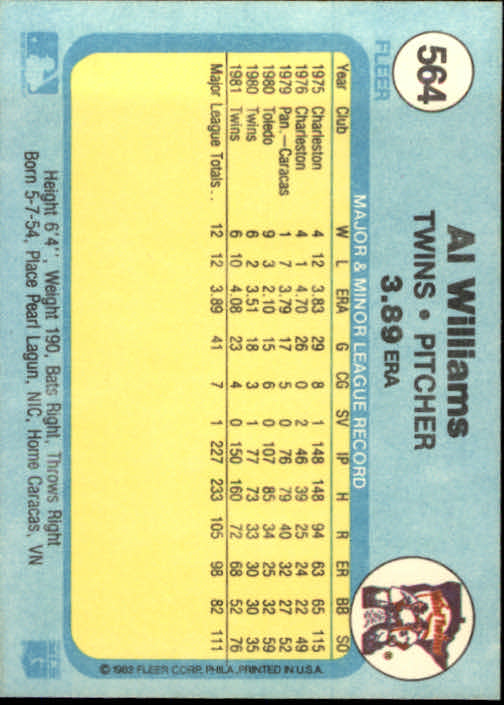 564
FLEER
Al Williams
TWINS • PITCHER
3.89 ERA
MAJOR & MINOR LEAGUE RECORD
Year Club W L ERA G CG SV IP H R ER BB SO
1975 Charleston 4 12 3.83 29 8 1 148 148 94 63 65 115
1976 Charleston 4 1 4.70 26 0 2 46 39 25 24 22 49
1979 Pan.—Caracas 1 7 3.79 17 5 0 76 79 40 32 27 52
1980 Toledo 9 3 2.10 15 6 0 107 85 34 25 32 59
1980 Twins 6 2 3.51 18 3 1 77 73 33 30 30 35
1981 Twins 6 10 4.08 23 4 0 150 160 72 68 52 76
Major League Totals . . 12 12 3.89 41 7 1 227 233 105 98 82 111
© 1982 FLEER CORP. PHILA., PRINTED IN U.S.A.
Height 6'4'', Weight 190, Bats Right, Throws Right
Born 5-7-54, Place Pearl Lagun, NIC, Home Caracas, VN